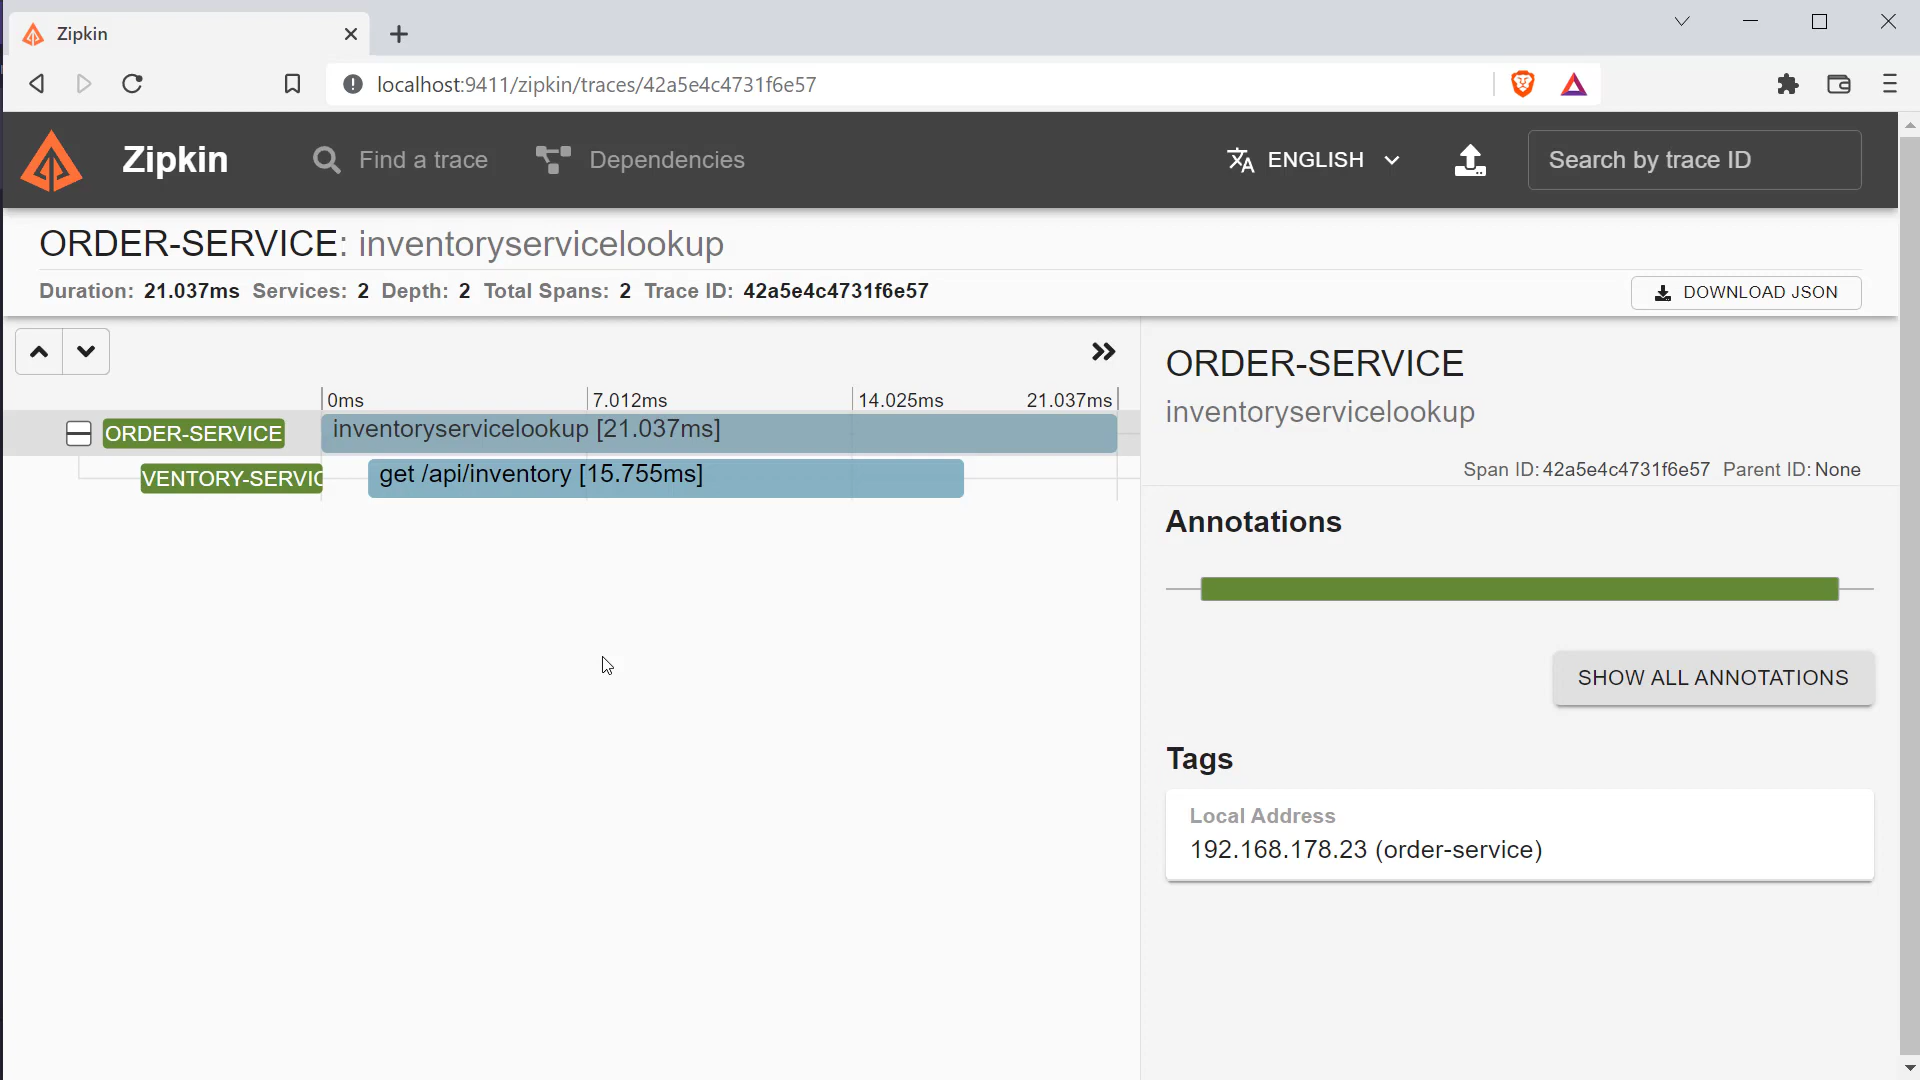 Zipkin
localhost:9411/zipkin/traces/42a5e4c4731f6e57
Zipkin
Find a trace
Dependencies
ENGLISH
Search by trace ID
ORDER-SERVICE: inventoryservicelookup
Duration: 21.037ms Services: 2 Depth: 2 Total Spans: 2 Trace ID: 42a5e4c4731f6e57
DOWNLOAD JSON
0ms 7.012ms 14.025ms 21.037ms
ORDER-SERVICE inventoryservicelookup [21.037ms]
VENTORY-SERVIC get /api/inventory [15.755ms]
ORDER-SERVICE
inventoryservicelookup
Span ID: 42a5e4c4731f6e57 Parent ID: None
Annotations
SHOW ALL ANNOTATIONS
Tags
Local Address
192.168.178.23 (order-service)